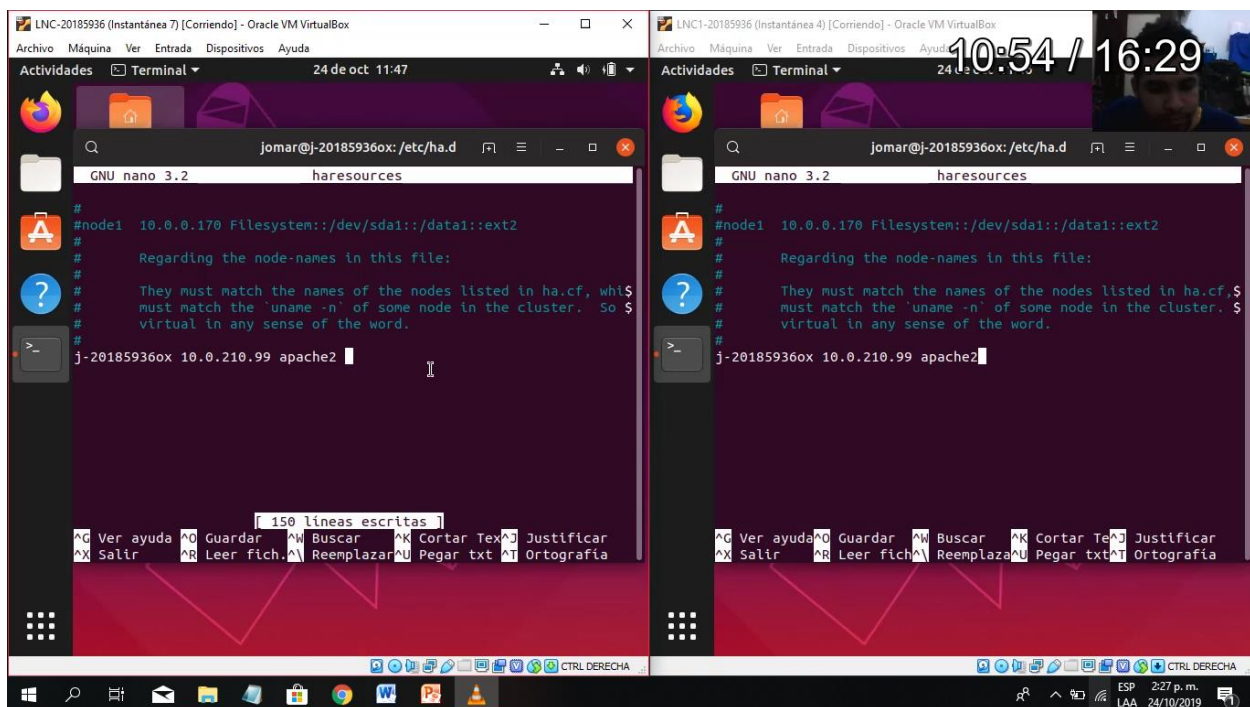 LNC-20185936 (Instantánea 7) [Corriendo] - Oracle VM VirtualBox
Archivo Máquina Ver Entrada Dispositivos Ayuda
Actividades Terminal 24 de oct 11:47
jomar@j-20185936ox: /etc/ha.d
GNU nano 3.2 haresources
#
#node1 10.0.0.170 Filesystem::/dev/sda1::/data1::ext2
#
# Regarding the node-names in this file:
#
# They must match the names of the nodes listed in ha.cf, whi$
# must match the `uname -n` of some node in the cluster. So $
# virtual in any sense of the word.
#
j-20185936ox 10.0.210.99 apache2
[ 150 líneas escritas ]
^G Ver ayuda ^O Guardar ^W Buscar ^K Cortar Tex^J Justificar
^X Salir ^R Leer fich.^\ Reemplazar^U Pegar txt ^T Ortografía
CTRL DERECHA
LNC1-20185936 (Instantánea 4) [Corriendo] - Oracle VM VirtualBox
Archivo Máquina Ver Entrada Dispositivos Ayuda
10:54 / 16:29
Actividades Terminal 24
jomar@j-20185936ox: /etc/ha.d
GNU nano 3.2 haresources
#
#node1 10.0.0.170 Filesystem::/dev/sda1::/data1::ext2
#
# Regarding the node-names in this file:
#
# They must match the names of the nodes listed in ha.cf,$
# must match the `uname -n` of some node in the cluster. $
# virtual in any sense of the word.
#
j-20185936ox 10.0.210.99 apache2
^G Ver ayuda^O Guardar ^W Buscar ^K Cortar Te^J Justificar
^X Salir ^R Leer fich^\ Reemplaza^U Pegar txt^T Ortografía
CTRL DERECHA
ESP 2:27 p. m.
LAA 24/10/2019